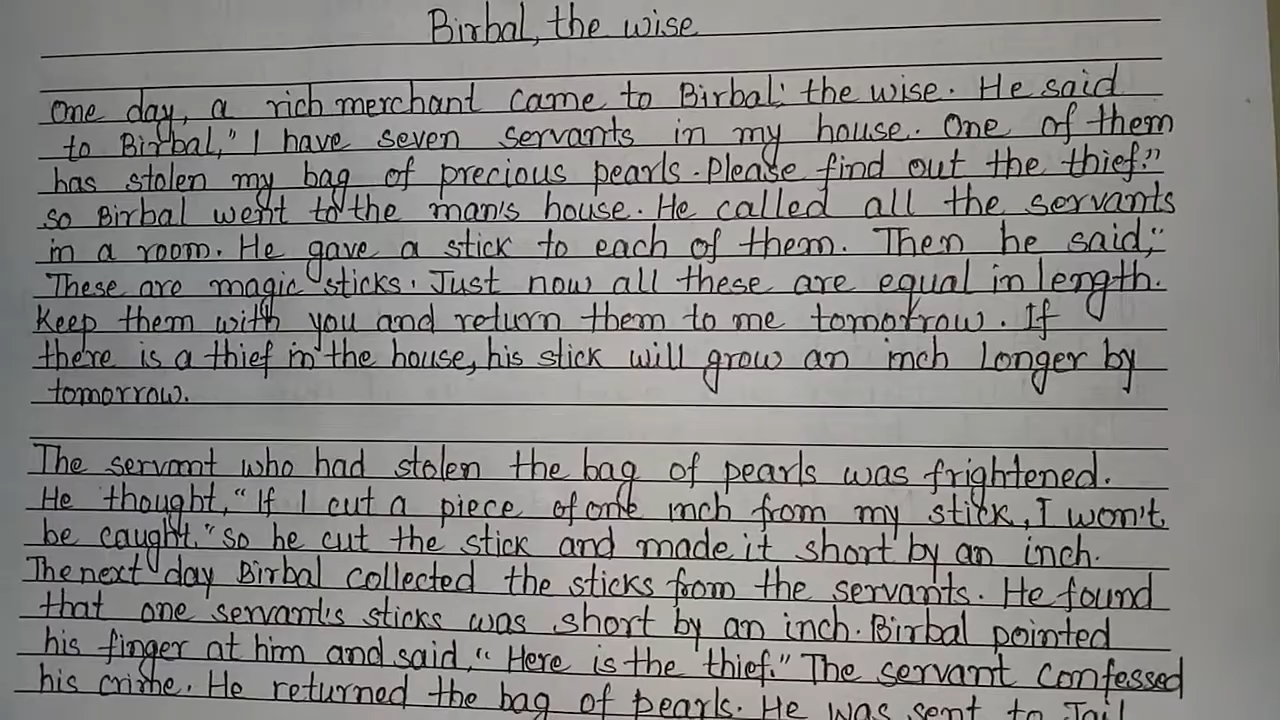 Birbal, the wise
One day, a rich merchant came to Birbal: the wise. He said
to Birbal, "I have seven servants in my house. One of them
has stolen my bag of precious pearls. Please find out the thief."
so Birbal went to the man's house. He called all the servants
in a room. He gave a stick to each of them. Then he said, "
These are magic sticks. Just now all these are equal in length.
Keep them with you and return them to me tomorrow. If
there is a thief in the house, his stick will grow an inch longer by
tomorrow.
The servant who had stolen the bag of pearls was frightened.
He thought, "If I cut a piece of one inch from my stick, I won't
be caught." So he cut the stick and made it short by an inch.
The next day Birbal collected the sticks from the servants. He found
that one servant's sticks was short by an inch. Birbal pointed
his finger at him and said, "Here is the thief." The servant confessed
his crime. He returned the bag of pearls. He was sent to Jail